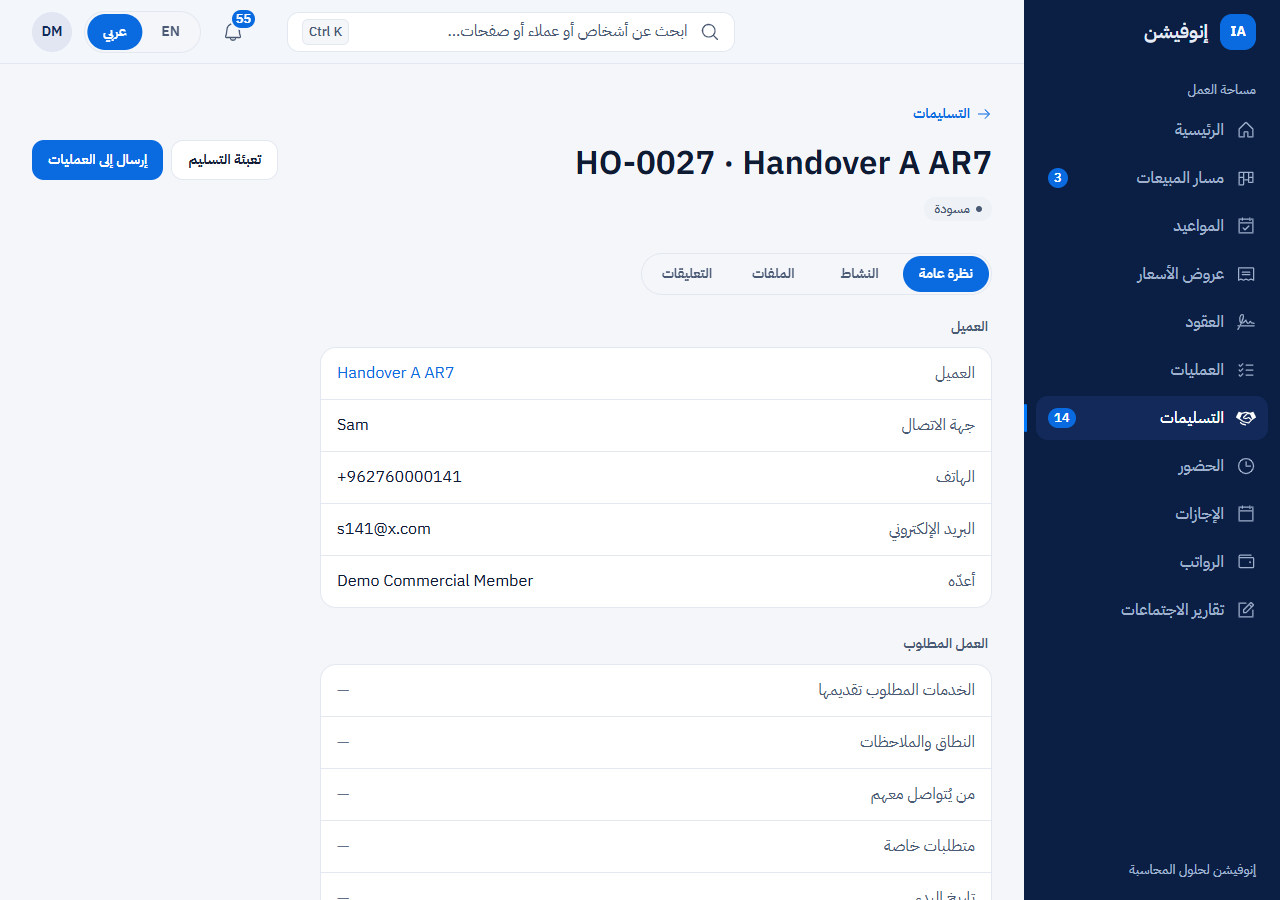 IA إنوفيشن
مساحة العمل
الرئيسية
مسار المبيعات 3
المواعيد
عروض الأسعار
العقود
العمليات
التسليمات 14
الحضور
الإجازات
الرواتب
تقارير الاجتماعات
إنوفيشن لحلول المحاسبة
ابحث عن أشخاص أو عملاء أو صفحات... Ctrl K
55
EN عربي
DM
→ التسليمات
HO-0027 · Handover A AR7
تعبئة التسليم
إرسال إلى العمليات
• مسودة
نظرة عامة النشاط الملفات التعليقات
العميل
العميل Handover A AR7
جهة الاتصال Sam
الهاتف +962760000141
البريد الإلكتروني s141@x.com
أعدّه Demo Commercial Member
العمل المطلوب
الخدمات المطلوب تقديمها —
النطاق والملاحظات —
من يُتواصل معهم —
متطلبات خاصة —
تاريخ البدء —